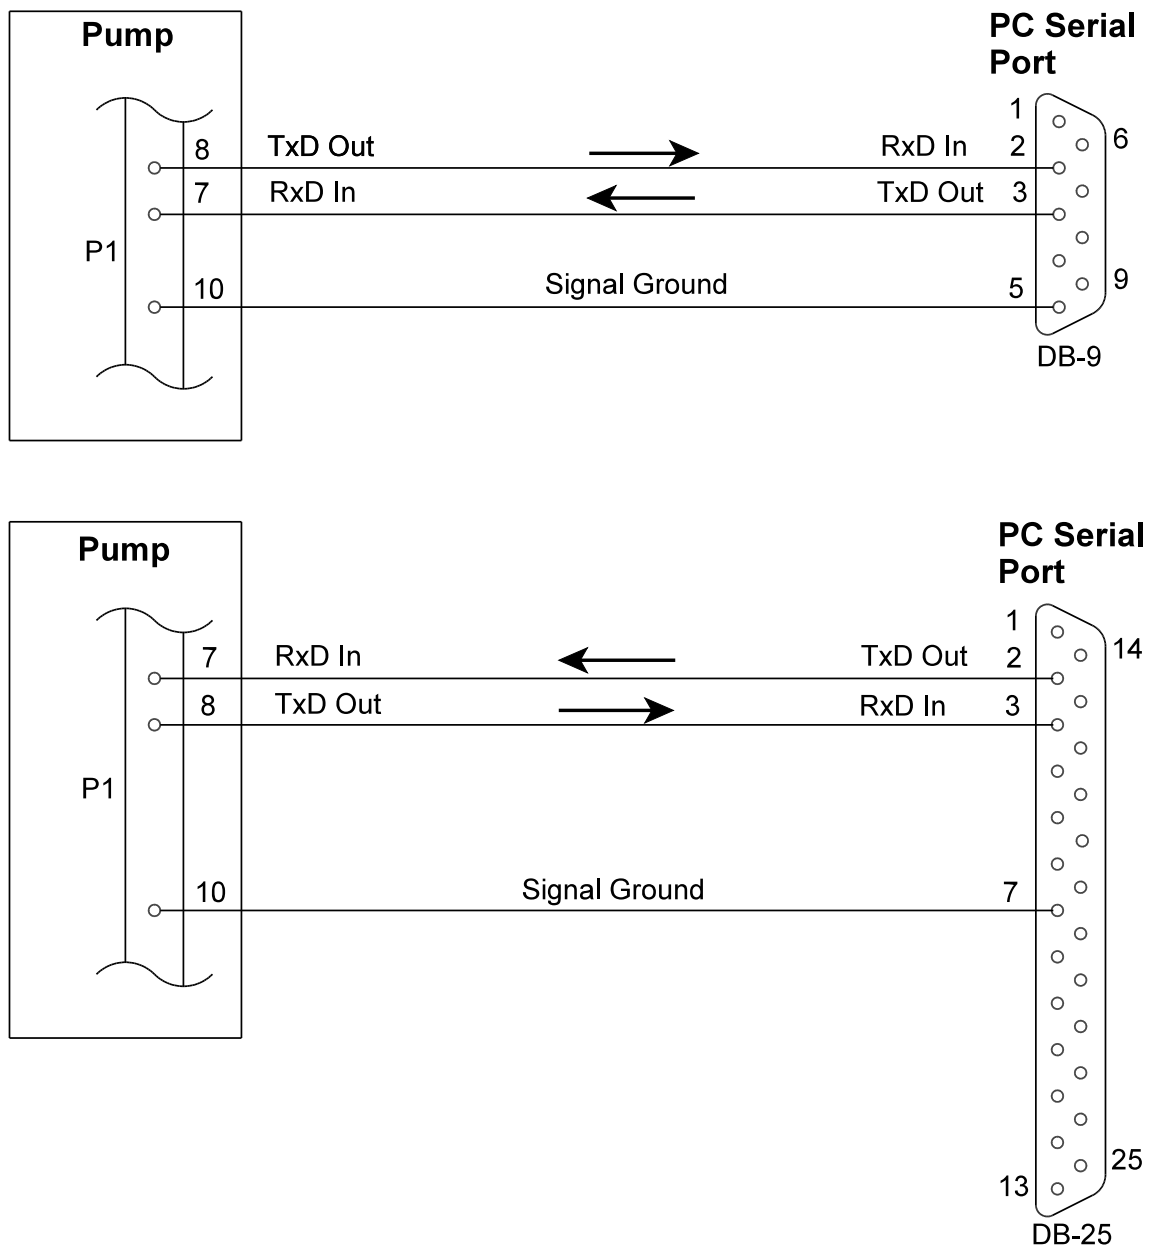 Pump
PC Serial
Port
1
6
8 TxD Out RxD In 2
7 RxD In TxD Out 3
P1
10 Signal Ground 5
9
DB-9
Pump
PC Serial
Port
1
14
7 RxD In TxD Out 2
8 TxD Out RxD In 3
P1
10 Signal Ground 7
25
13
DB-25